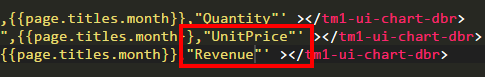 ,{{page.titles.month}},"Quantity"' ></tm1-ui-chart-dbr>
",{{page.titles.month}},"UnitPrice"' ></tm1-ui-chart-dbr>
{{page.titles.month}},"Revenue"' ></tm1-ui-chart-dbr>